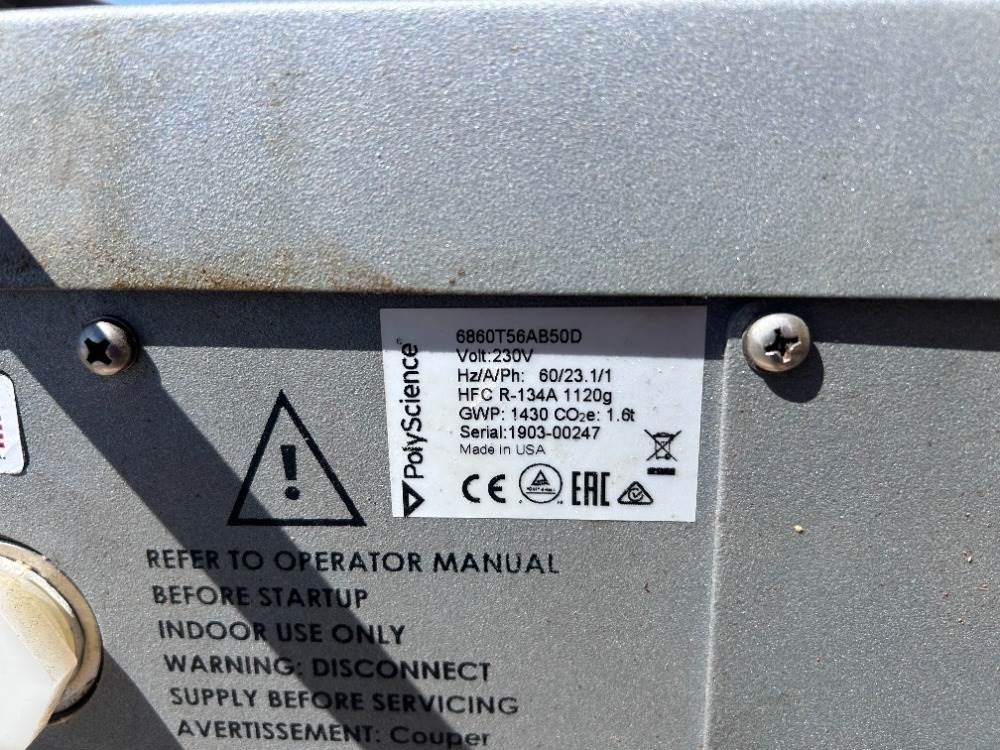 PolyScience
6860T56AB50D
Volt:230V
Hz/A/Ph: 60/23.1/1
HFC R-134A 1120g
GWP: 1430 CO₂e: 1.6t
Serial:1903-00247
Made in USA
CE
EAC
REFER TO OPERATOR MANUAL
BEFORE STARTUP
INDOOR USE ONLY
WARNING: DISCONNECT
SUPPLY BEFORE SERVICING
AVERTISSEMENT: Couper